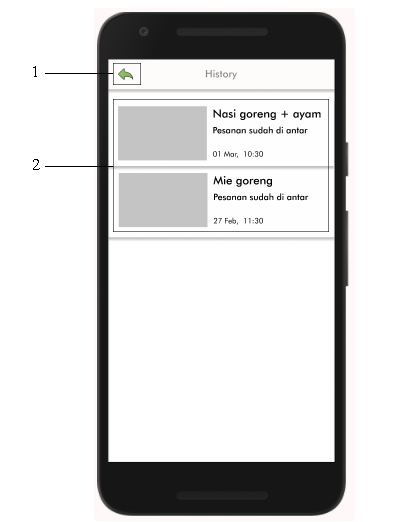 1
History
2
Nasi goreng + ayam
Pesanan sudah di antar
01 Mar, 10:30
Mie goreng
Pesanan sudah di antar
27 Feb, 11:30